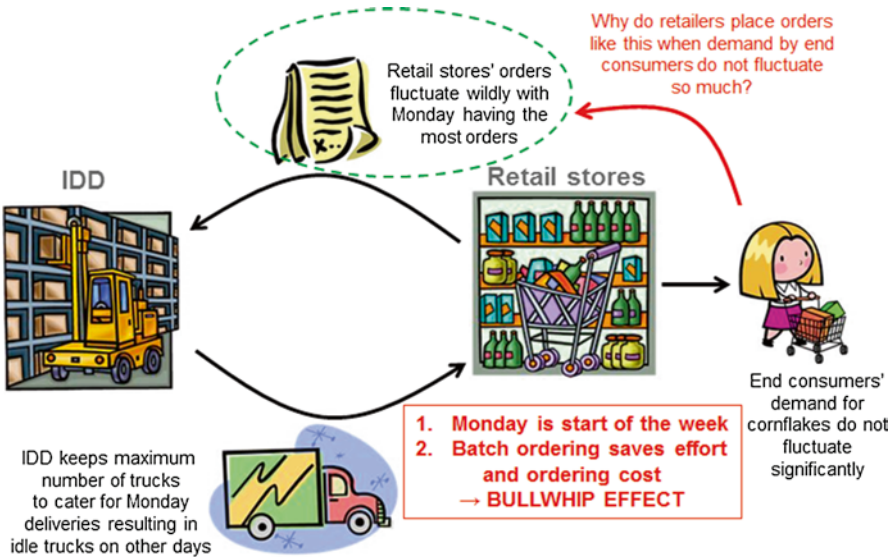 Why do retailers place orders
like this when demand by end
consumers do not fluctuate
so much?
Retail stores' orders
fluctuate wildly with
Monday having the
most orders
x..
IDD
Retail stores
End consumers'
demand for
cornflakes do not
fluctuate
significantly
1. Monday is start of the week
2. Batch ordering saves effort
and ordering cost
→ BULLWHIP EFFECT
IDD keeps maximum
number of trucks
to cater for Monday
deliveries resulting in
idle trucks on other days